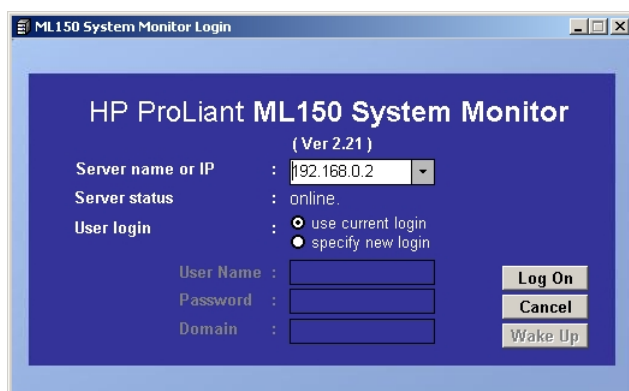 ML150 System Monitor Login
HP ProLiant ML150 System Monitor
( Ver 2.21 )
Server name or IP : 192.168.0.2
Server status : online.
User login : use current login
specify new login
User Name :
Password :
Domain :
Log On
Cancel
Wake Up